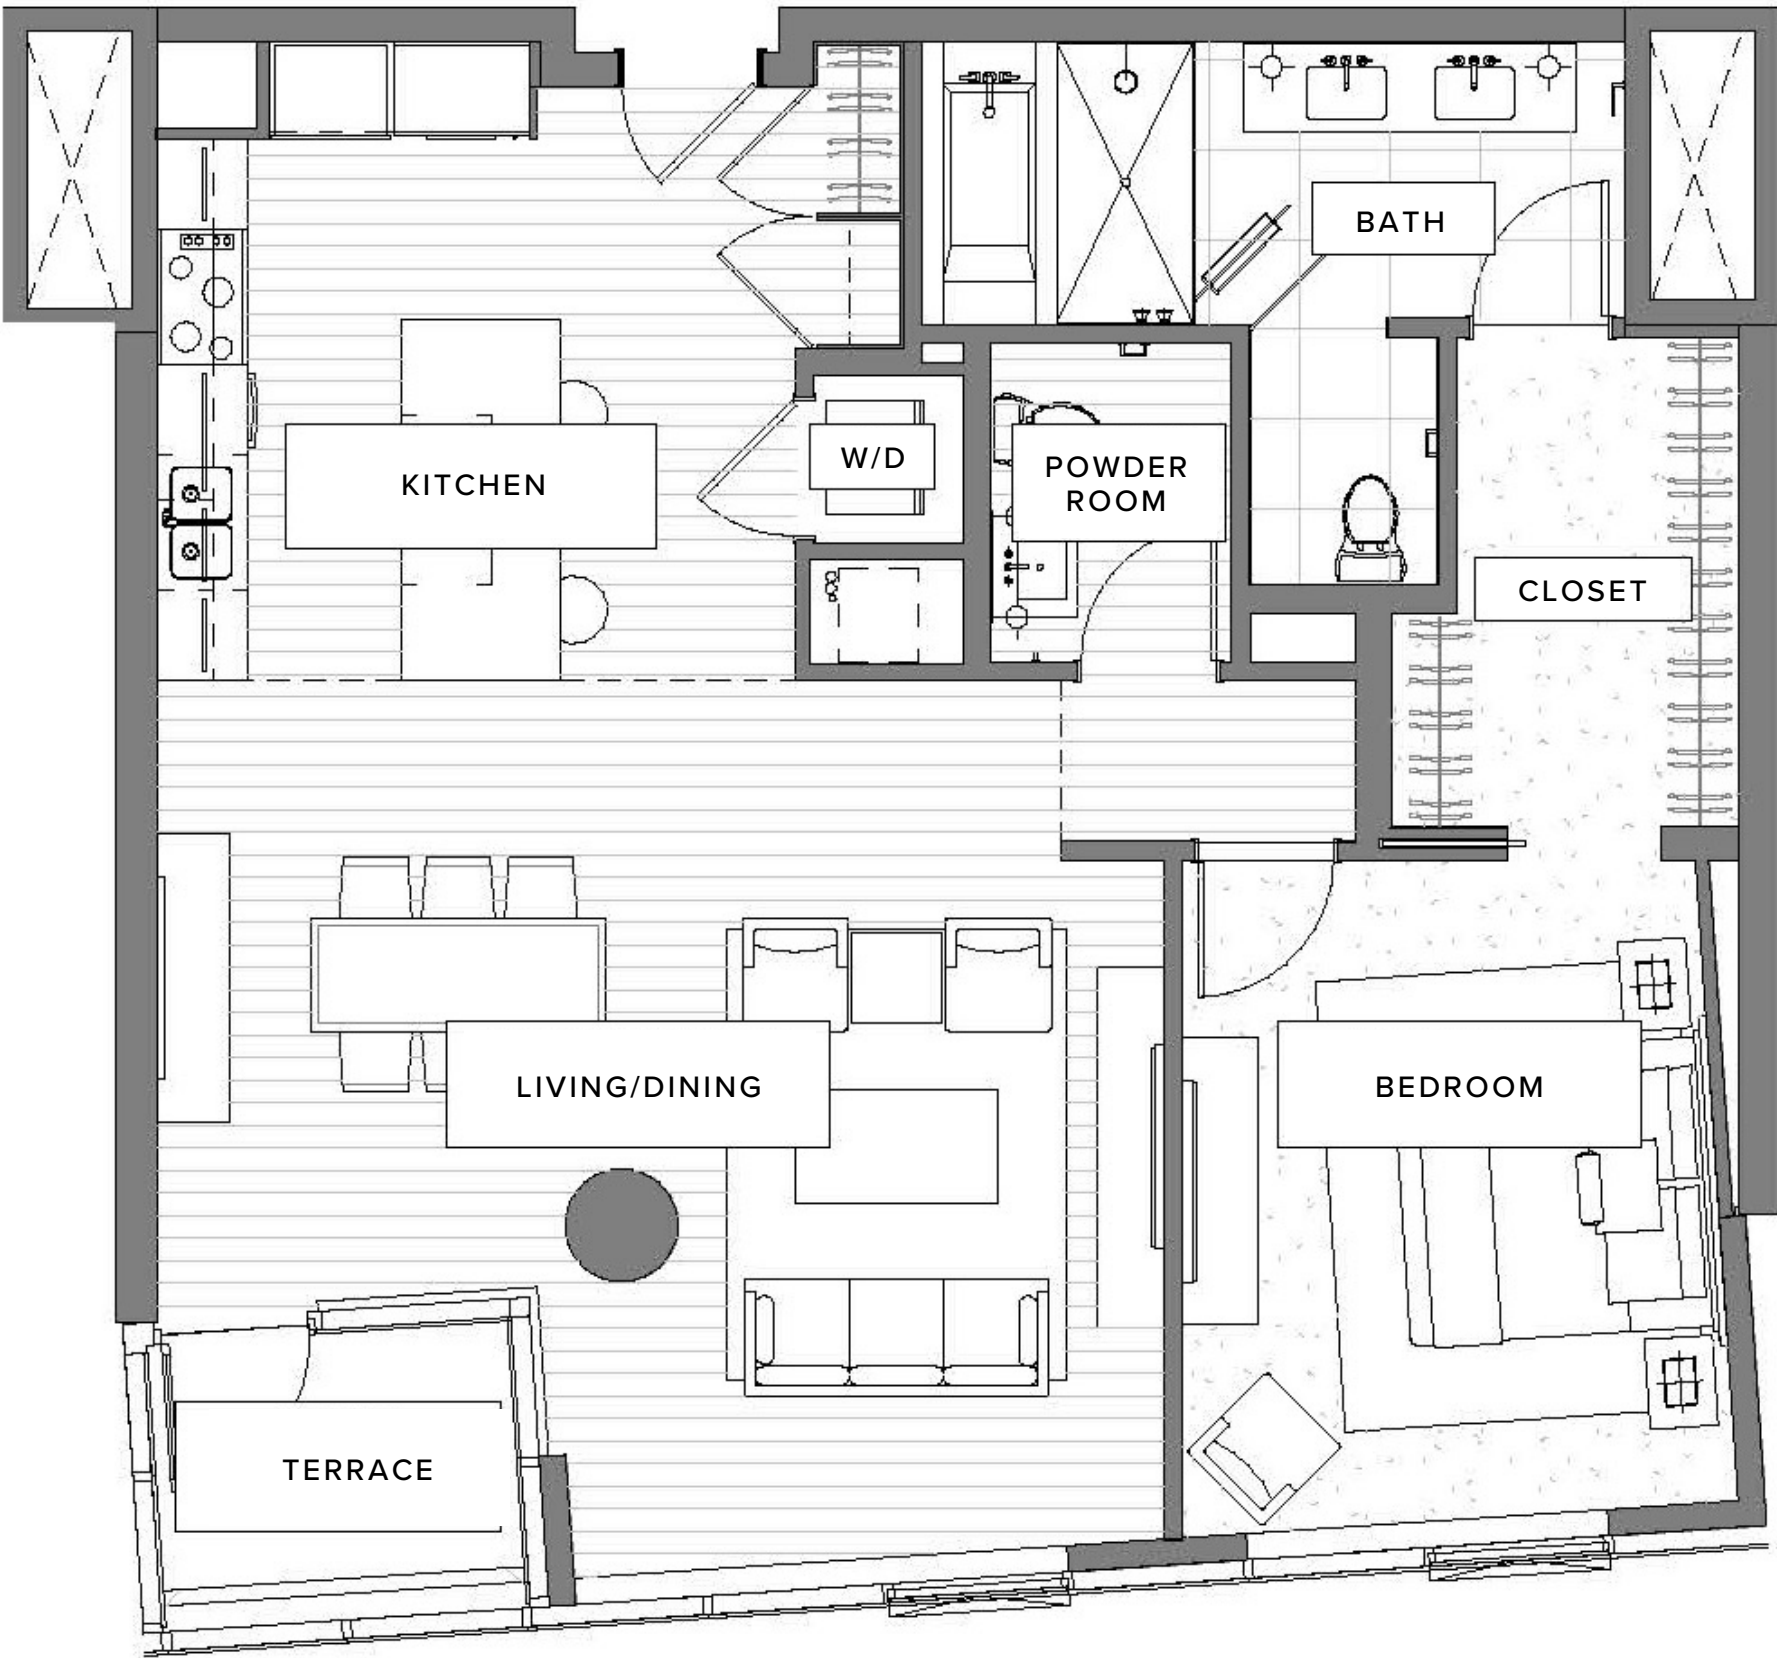 BATH
KITCHEN
W/D
POWDER
ROOM
CLOSET
LIVING/DINING
BEDROOM
TERRACE